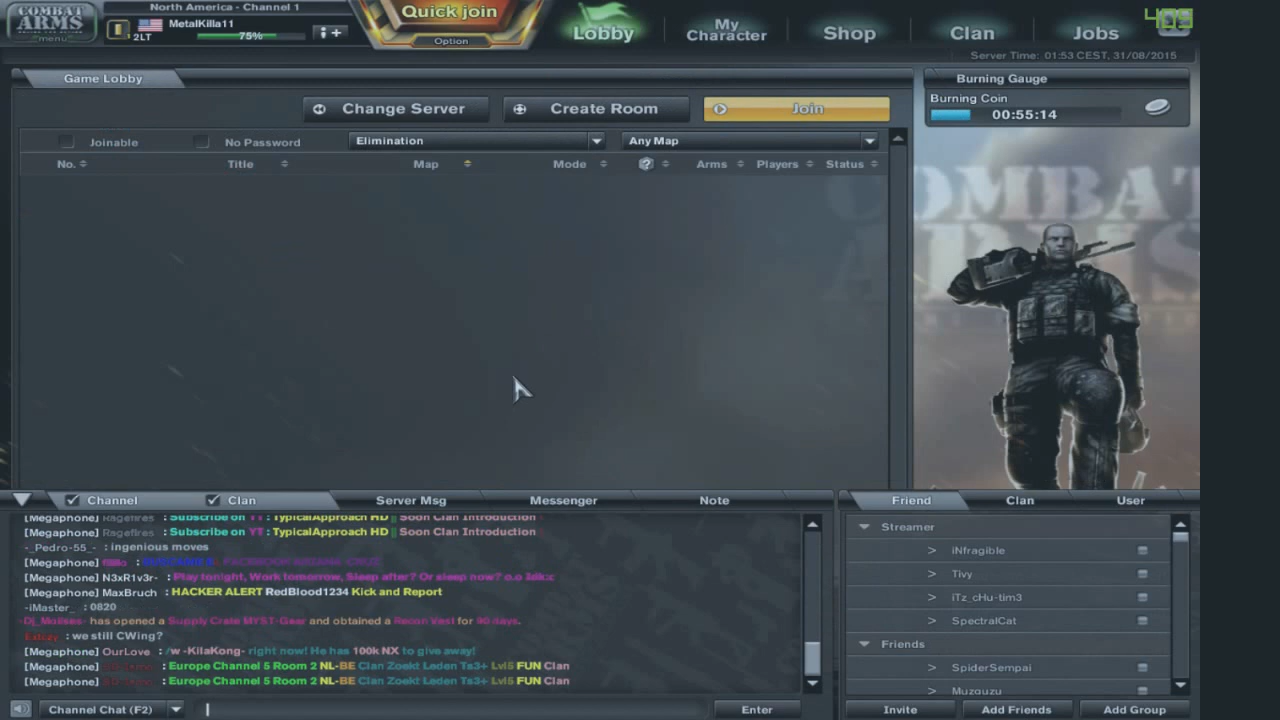 COMBAT ARMS
menu
North America - Channel 1
MetalKilla11
2LT
75%
Quick join
Option
Lobby
My Character
Shop
Clan
Jobs
Server Time: 01:53 CEST, 31/08/2015
Game Lobby
Burning Gauge
Burning Coin
00:55:14
Change Server
Create Room
Join
Joinable
No Password
Elimination
Any Map
No. Title Map Mode ? Arms Players Status
COMBAT
ARMS
Channel
Clan
Server Msg
Messenger
Note
[Megaphone] Ragefires : Subscribe on YT : TypicalApproach HD || Soon Clan Introduction
[Megaphone] Ragefires : Subscribe on YT : TypicalApproach HD || Soon Clan Introduction
-_Pedro-55_- : ingenious moves
[Megaphone]
[Megaphone] N3xR1v3r- : Play tonight, Work tomorrow, Sleep after? Or sleep now? o.o Idk:c
[Megaphone] MaxBruch : HACKER ALERT RedBlood1234 Kick and Report
-iMaster_ : 0820
-Dj_Moises- has opened a Supply Crate MYST-Gear and obtained a Recon Vest for 90 days.
: we still CWing?
[Megaphone] OurLove : /w -KilaKong- right now! He has 100k NX to give away!
[Megaphone] : Europe Channel 5 Room 2 NL-BE Clan Zoekt Leden Ts3+ Lvl5 FUN Clan
[Megaphone] : Europe Channel 5 Room 2 NL-BE Clan Zoekt Leden Ts3+ Lvl5 FUN Clan
Channel Chat (F2)
Enter
Friend
Clan
User
Streamer
> iNfragible
> Tivy
> iTz_cHu-tim3
> SpectralCat
Friends
> SpiderSempai
> Muzouzu
Invite
Add Friends
Add Group